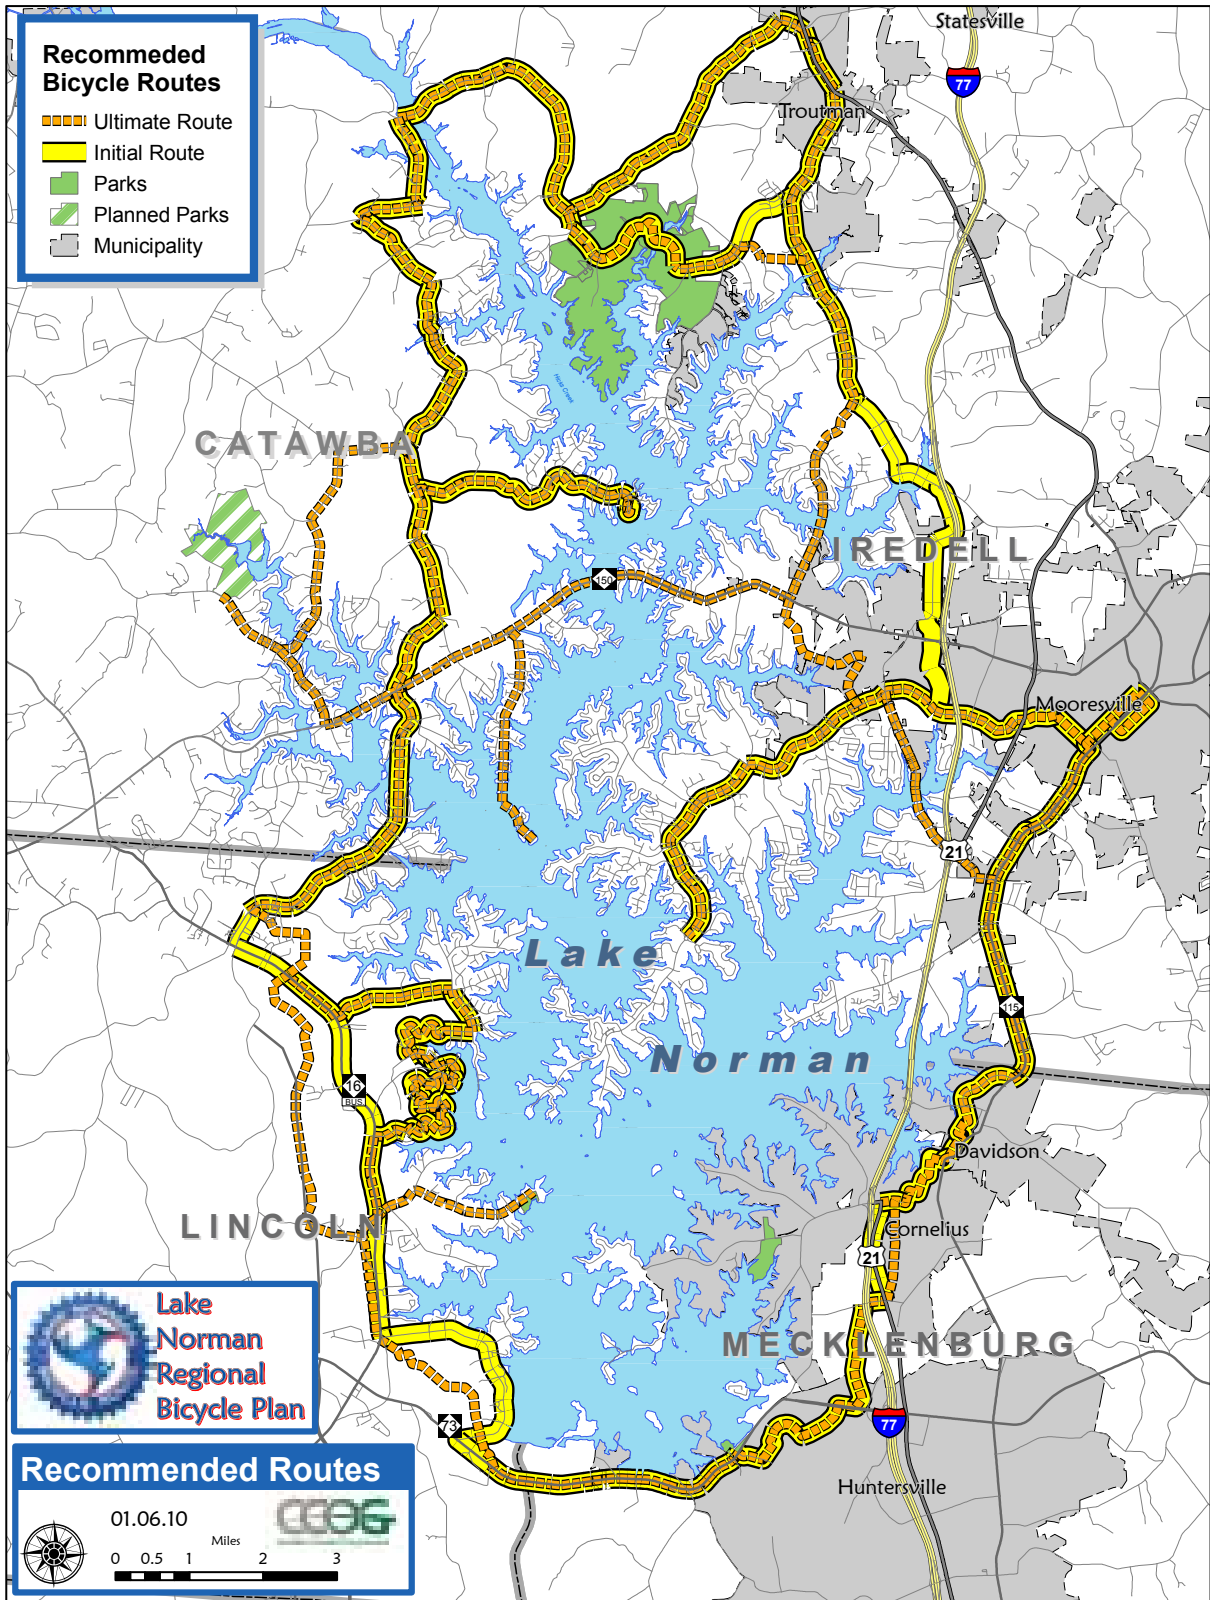 Recommeded
Bicycle Routes
Ultimate Route
Initial Route
Parks
Planned Parks
Municipality
Statesville
77
Troutman
CATAWBA
IREDELL
150
Mooresville
21
Lake
Norman
115
16
BUS
Davidson
LINCOLN
Cornelius
21
MECKLENBURG
73
77
Huntersville
Lake
Norman
Regional
Bicycle Plan
Recommended Routes
01.06.10
CCOG
Miles
0 0.5 1 2 3